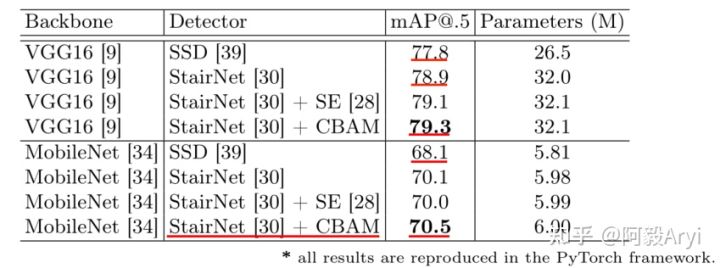 Backbone Detector mAP@.5 Parameters (M)
VGG16 [9] SSD [39] 77.8 26.5
VGG16 [9] StairNet [30] 78.9 32.0
VGG16 [9] StairNet [30] + SE [28] 79.1 32.1
VGG16 [9] StairNet [30] + CBAM 79.3 32.1
MobileNet [34] SSD [39] 68.1 5.81
MobileNet [34] StairNet [30] 70.1 5.98
MobileNet [34] StairNet [30] + SE [28] 70.0 5.99
MobileNet [34] StairNet [30] + CBAM 70.5 6.00
知乎 @阿毅Aryi
* all results are reproduced in the PyTorch framework.